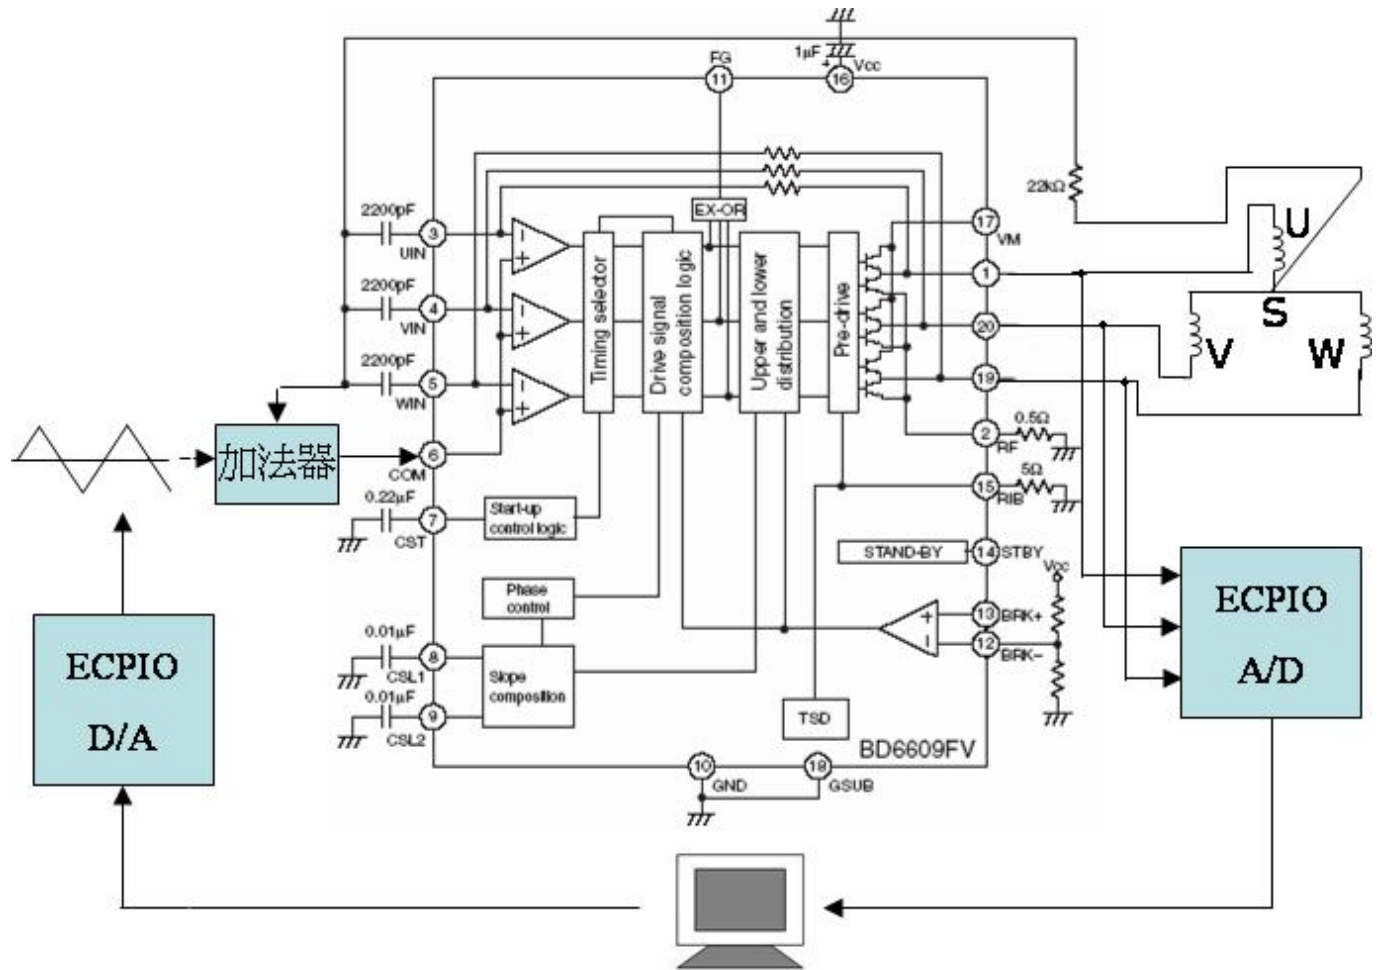 FG
11
1µF
+
Vcc
16
22kΩ
2200pF
3
UIN
EX-OR
17
VM
U
2200pF
4
VIN
Timing selector
Drive signal
composition logic
Upper and lower
distribution
Pre-drive
1
20
S
V
W
2200pF
5
WIN
19
0.5Ω
2
RF
加法器
6
COM
5Ω
15
RIB
0.22µF
7
CST
Start-up
control logic
STAND-BY
14
STBY
Vcc
ECPIO
A/D
Phase
control
13
BRK+
12
BRK−
ECPIO
D/A
0.01µF
8
CSL1
Slope
composition
0.01µF
9
CSL2
TSD
BD6609FV
10
GND
18
GSUB